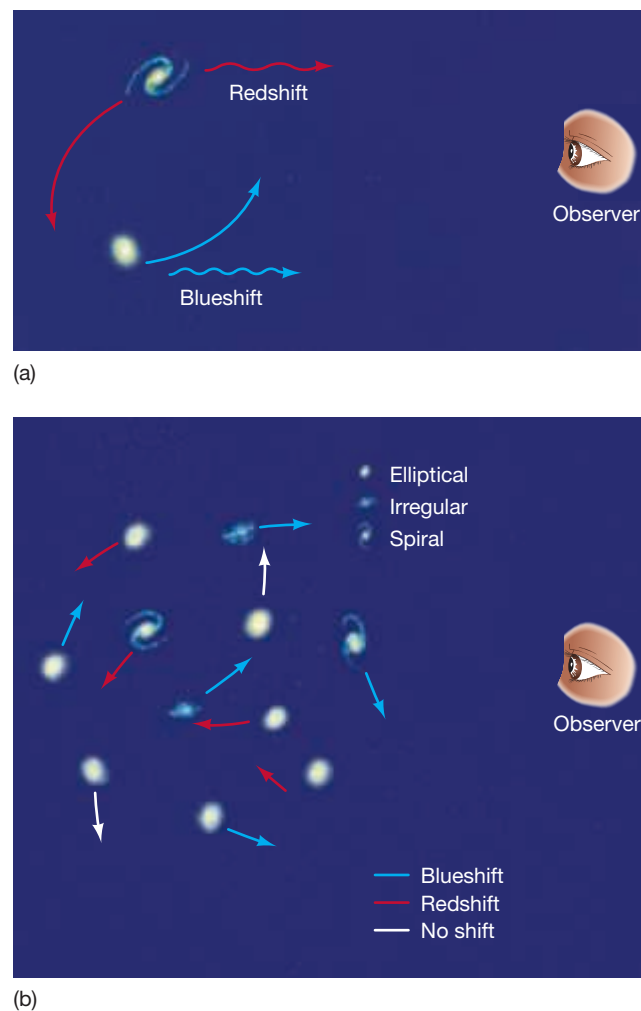 Redshift
Observer
Blueshift
(a)
Elliptical
Irregular
Spiral
Observer
Blueshift
Redshift
No shift
(b)